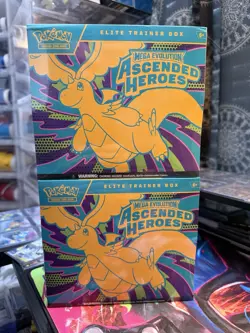 Pokémon
ELITE TRAINER BOX
MEGA EVOLUTION
ASCENDED
HEROES
Pokémon
ELITE TRAINER BOX
MEGA EVOLUTION
ASCENDED
HEROES